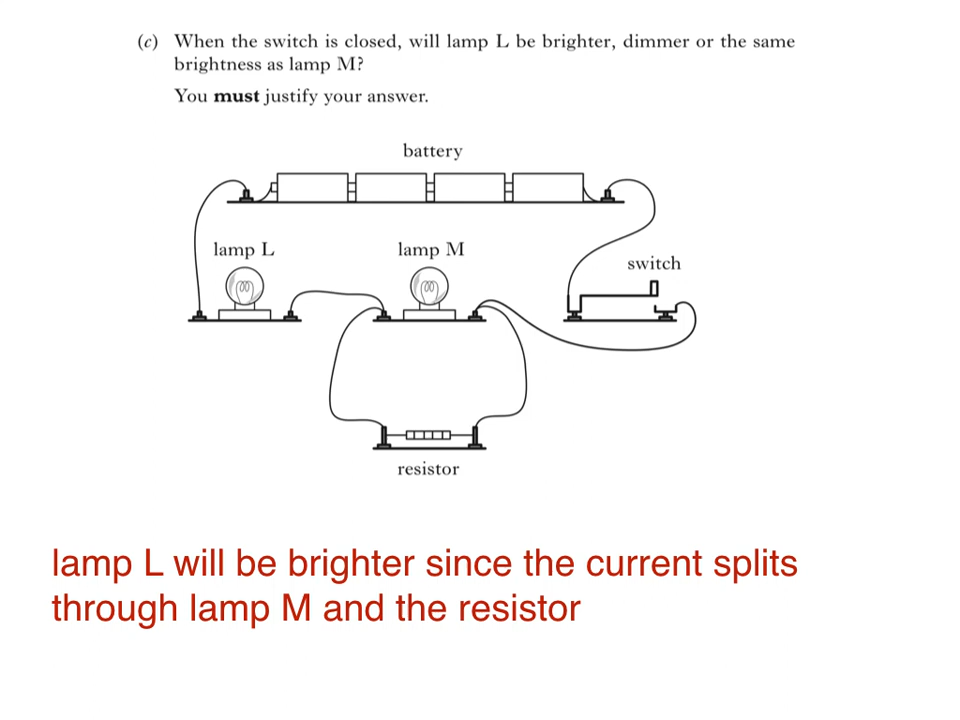 (c) When the switch is closed, will lamp L be brighter, dimmer or the same
brightness as lamp M?
You must justify your answer.
battery
lamp L
lamp M
switch
resistor
lamp L will be brighter since the current splits
through lamp M and the resistor